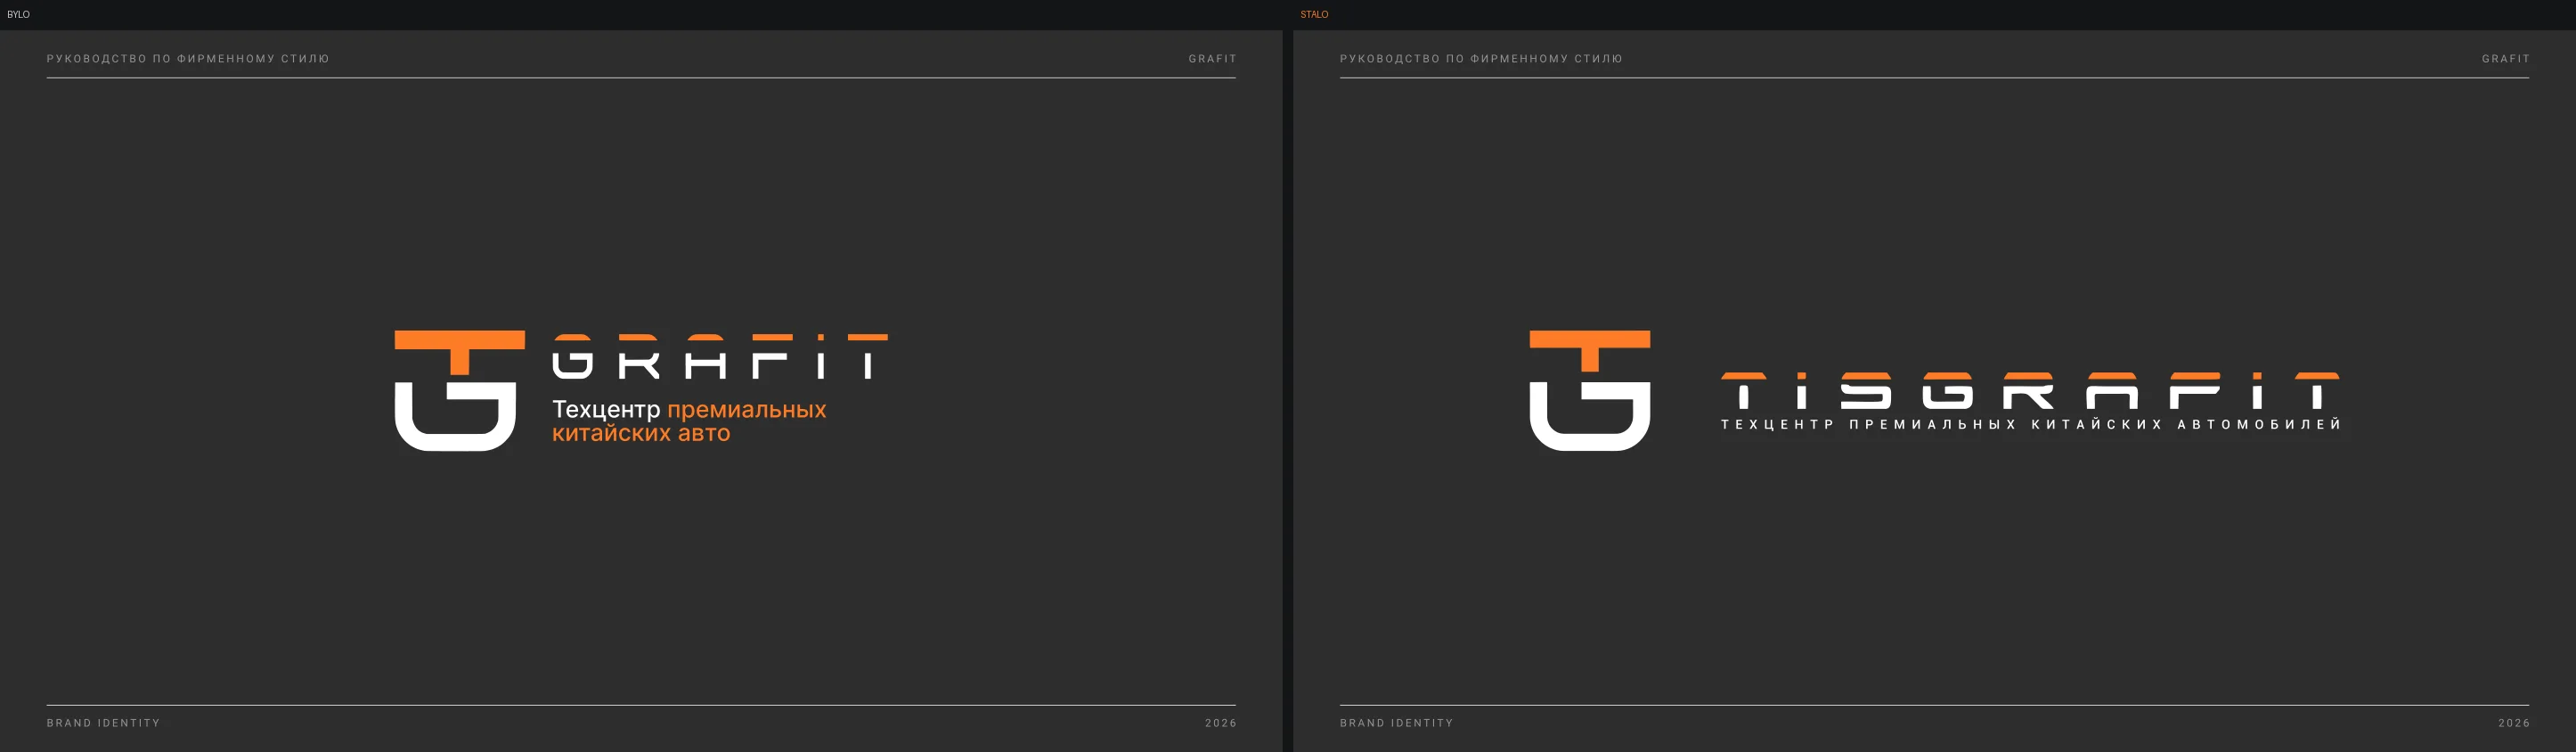 BYLO
РУКОВОДСТВО ПО ФИРМЕННОМУ СТИЛЮ
GRAFIT
GRAFiT
Техцентр премиальных
китайских авто
BRAND IDENTITY
2026
STALO
РУКОВОДСТВО ПО ФИРМЕННОМУ СТИЛЮ
GRAFIT
TiSGRAFiT
ТЕХЦЕНТР ПРЕМИАЛЬНЫХ КИТАЙСКИХ АВТОМОБИЛЕЙ
BRAND IDENTITY
2026